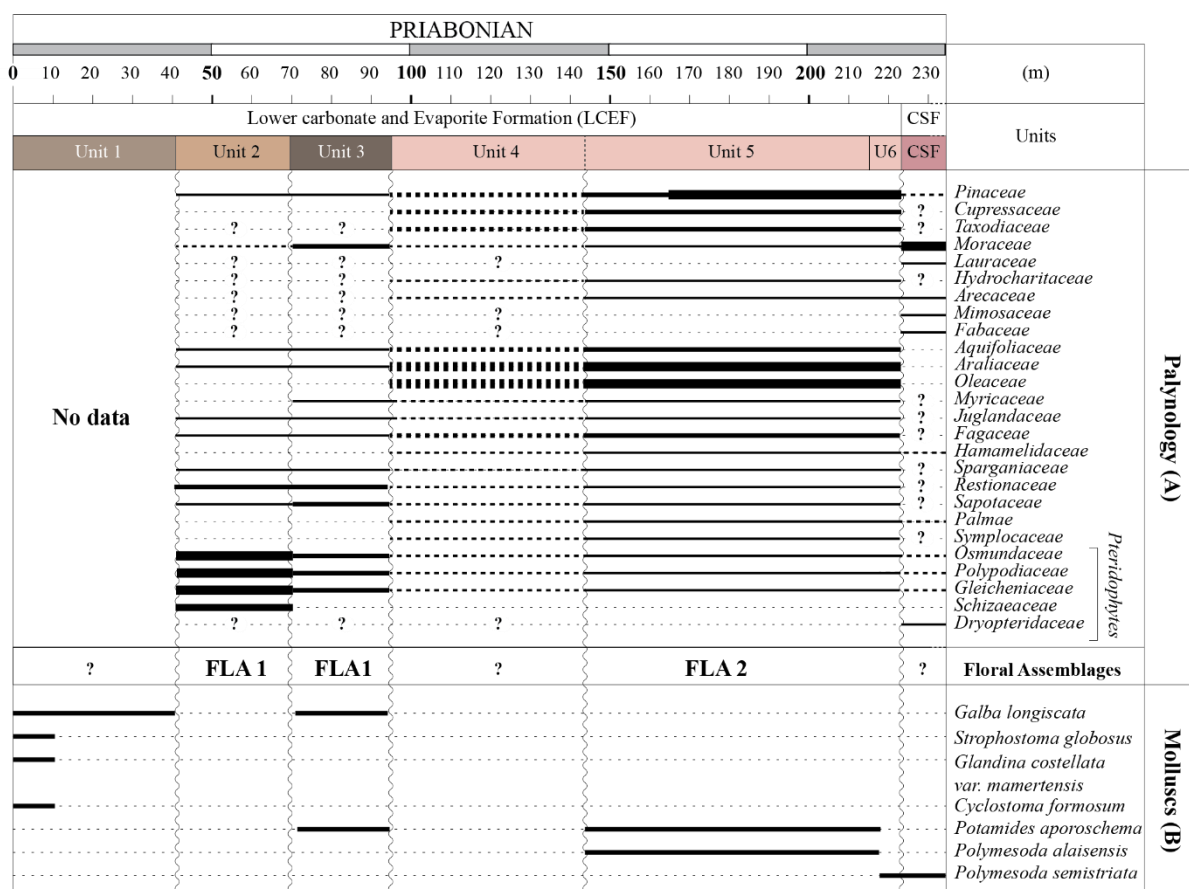 PRIABONIAN
0 10 20 30 40 50 60 70 80 90 100 110 120 130 140 150 160 170 180 190 200 210 220 230 (m)
Lower carbonate and Evaporite Formation (LCEF) CSF
Units
Unit 1 Unit 2 Unit 3 Unit 4 Unit 5 U6 CSF
Pinaceae
? Cupressaceae
? ? ? Taxodiaceae
Moraceae
? ? ? Lauraceae
? ? ? Hydrocharitaceae
? ? Arecaceae
? ? ? Mimosaceae
? ? ? Fabaceae
Aquifoliaceae
Araliaceae
Oleaceae
No data
? Myricaceae
? Juglandaceae
? Fagaceae
Hamamelidaceae
? Sparganiaceae
? Restionaceae
? Sapotaceae
Palmae
? Symplocaceae
Osmundaceae
Polypodiaceae
Gleicheniaceae
Schizaeaceae
? ? ? Dryopteridaceae
Pteridophytes
Palynology (A)
? FLA 1 FLA1 ? FLA 2 ? Floral Assemblages
Galba longiscata
Strophostoma globosus
Glandina costellata
var. mamertensis
Cyclostoma formosum
Potamides aporoschema
Polymesoda alaisensis
Polymesoda semistriata
Molluscs (B)